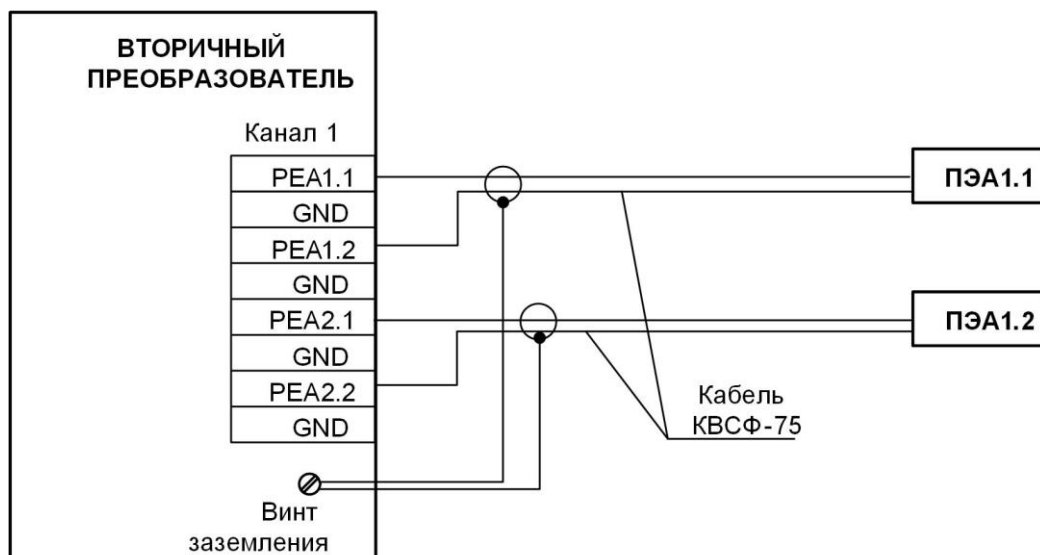 ВТОРИЧНЫЙ
ПРЕОБРАЗОВАТЕЛЬ
Канал 1
PEA1.1
GND
PEA1.2
GND
PEA2.1
GND
PEA2.2
GND
Винт
заземления
ПЭА1.1
ПЭА1.2
Кабель
КВСФ-75